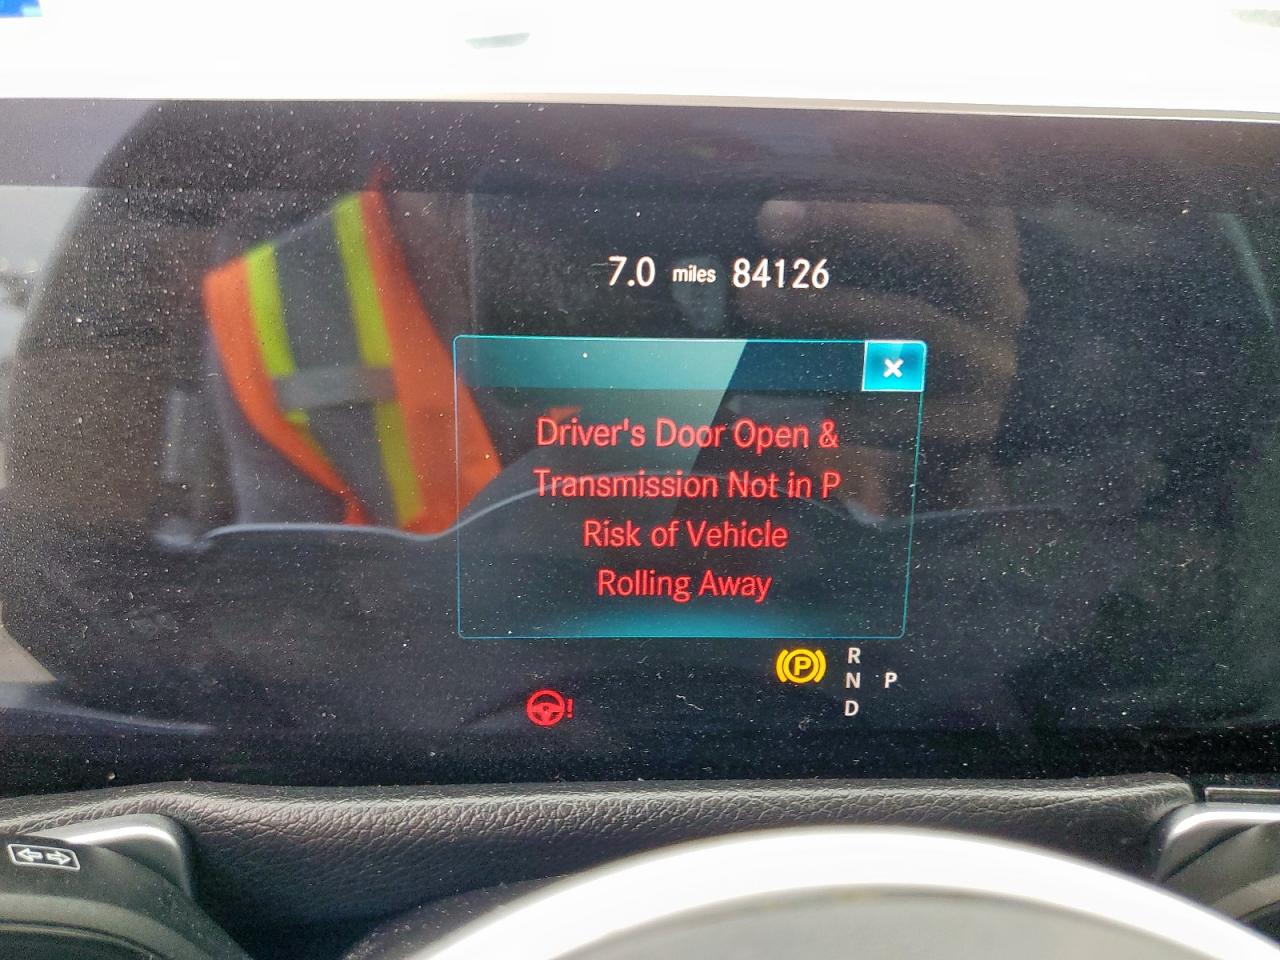 7.0 miles 84126
Driver's Door Open &
Transmission Not in P
Risk of Vehicle
Rolling Away
P
R
N P
D